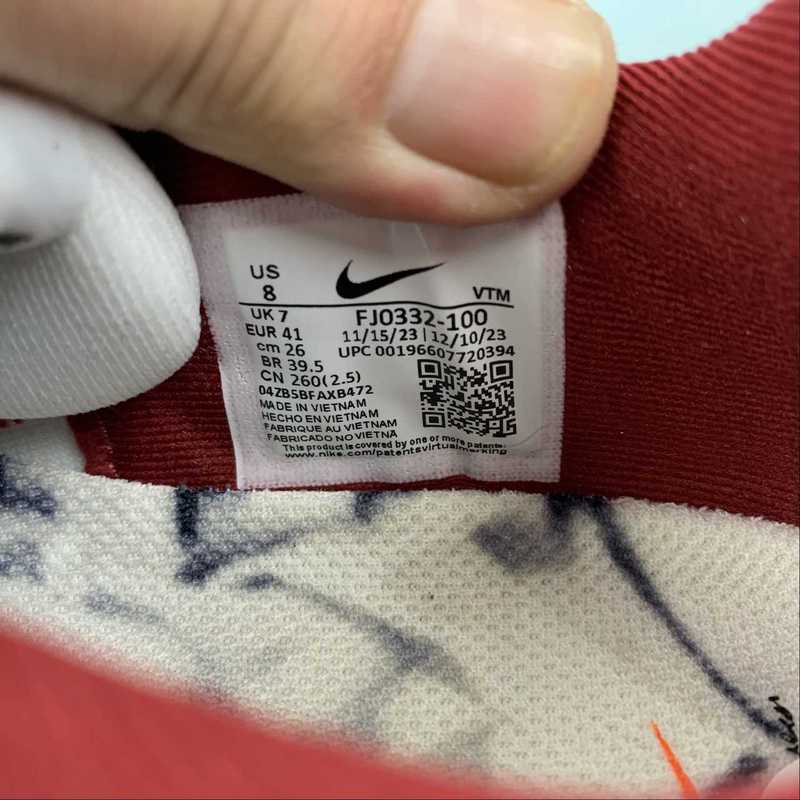 US
8
VTM
UK 7
FJ0332-100
EUR 41
11/15/23 | 12/10/23
cm 26
UPC 00196607720394
BR 39.5
CN 260(2.5)
04ZB5BFAXB472
MADE IN VIETNAM
HECHO EN VIETNAM
FABRIQUE AU VIETNAM
FABRICADO NO VIETNÃ
This product is covered by one or more patents:
www.nike.com/patentsvirtualmarking